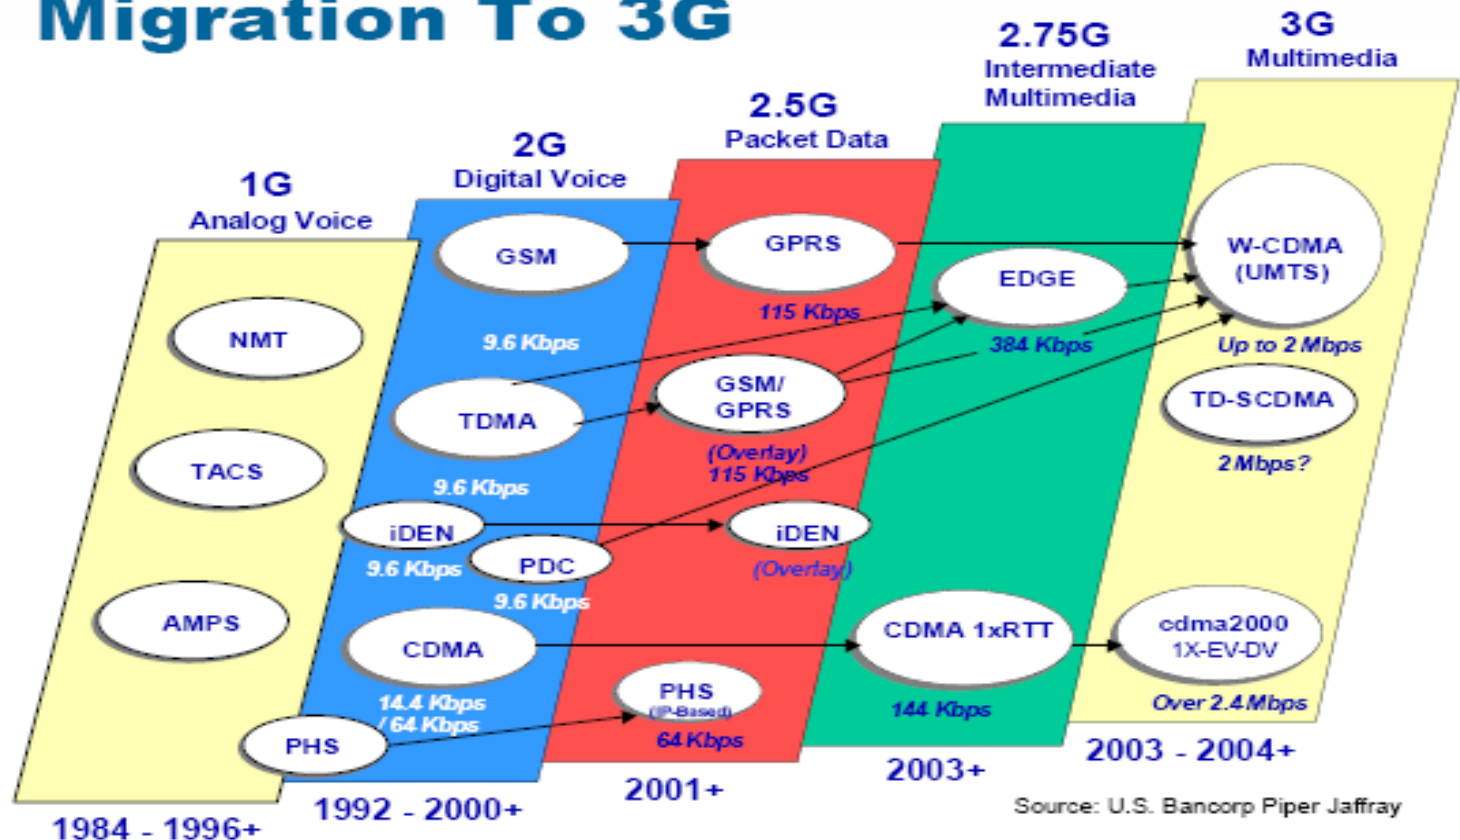 Migration To 3G
1G
Analog Voice
NMT
TACS
AMPS
1984 - 1996+
2G
Digital Voice
GSM
9.6 Kbps
TDMA
9.6 Kbps
iDEN
9.6 Kbps
PDC
9.6 Kbps
CDMA
14.4 Kbps
/ 64 Kbps
PHS
1992 - 2000+
2.5G
Packet Data
GPRS
115 Kbps
GSM/
GPRS
(Overlay)
115 Kbps
iDEN
(Overlay)
PHS
(IP-Based)
64 Kbps
2001+
2.75G
Intermediate
Multimedia
EDGE
384 Kbps
CDMA 1xRTT
144 Kbps
2003+
3G
Multimedia
W-CDMA
(UMTS)
Up to 2 Mbps
TD-SCDMA
2 Mbps?
cdma2000
1X-EV-DV
Over 2.4 Mbps
2003 - 2004+
Source: U.S. Bancorp Piper Jaffray